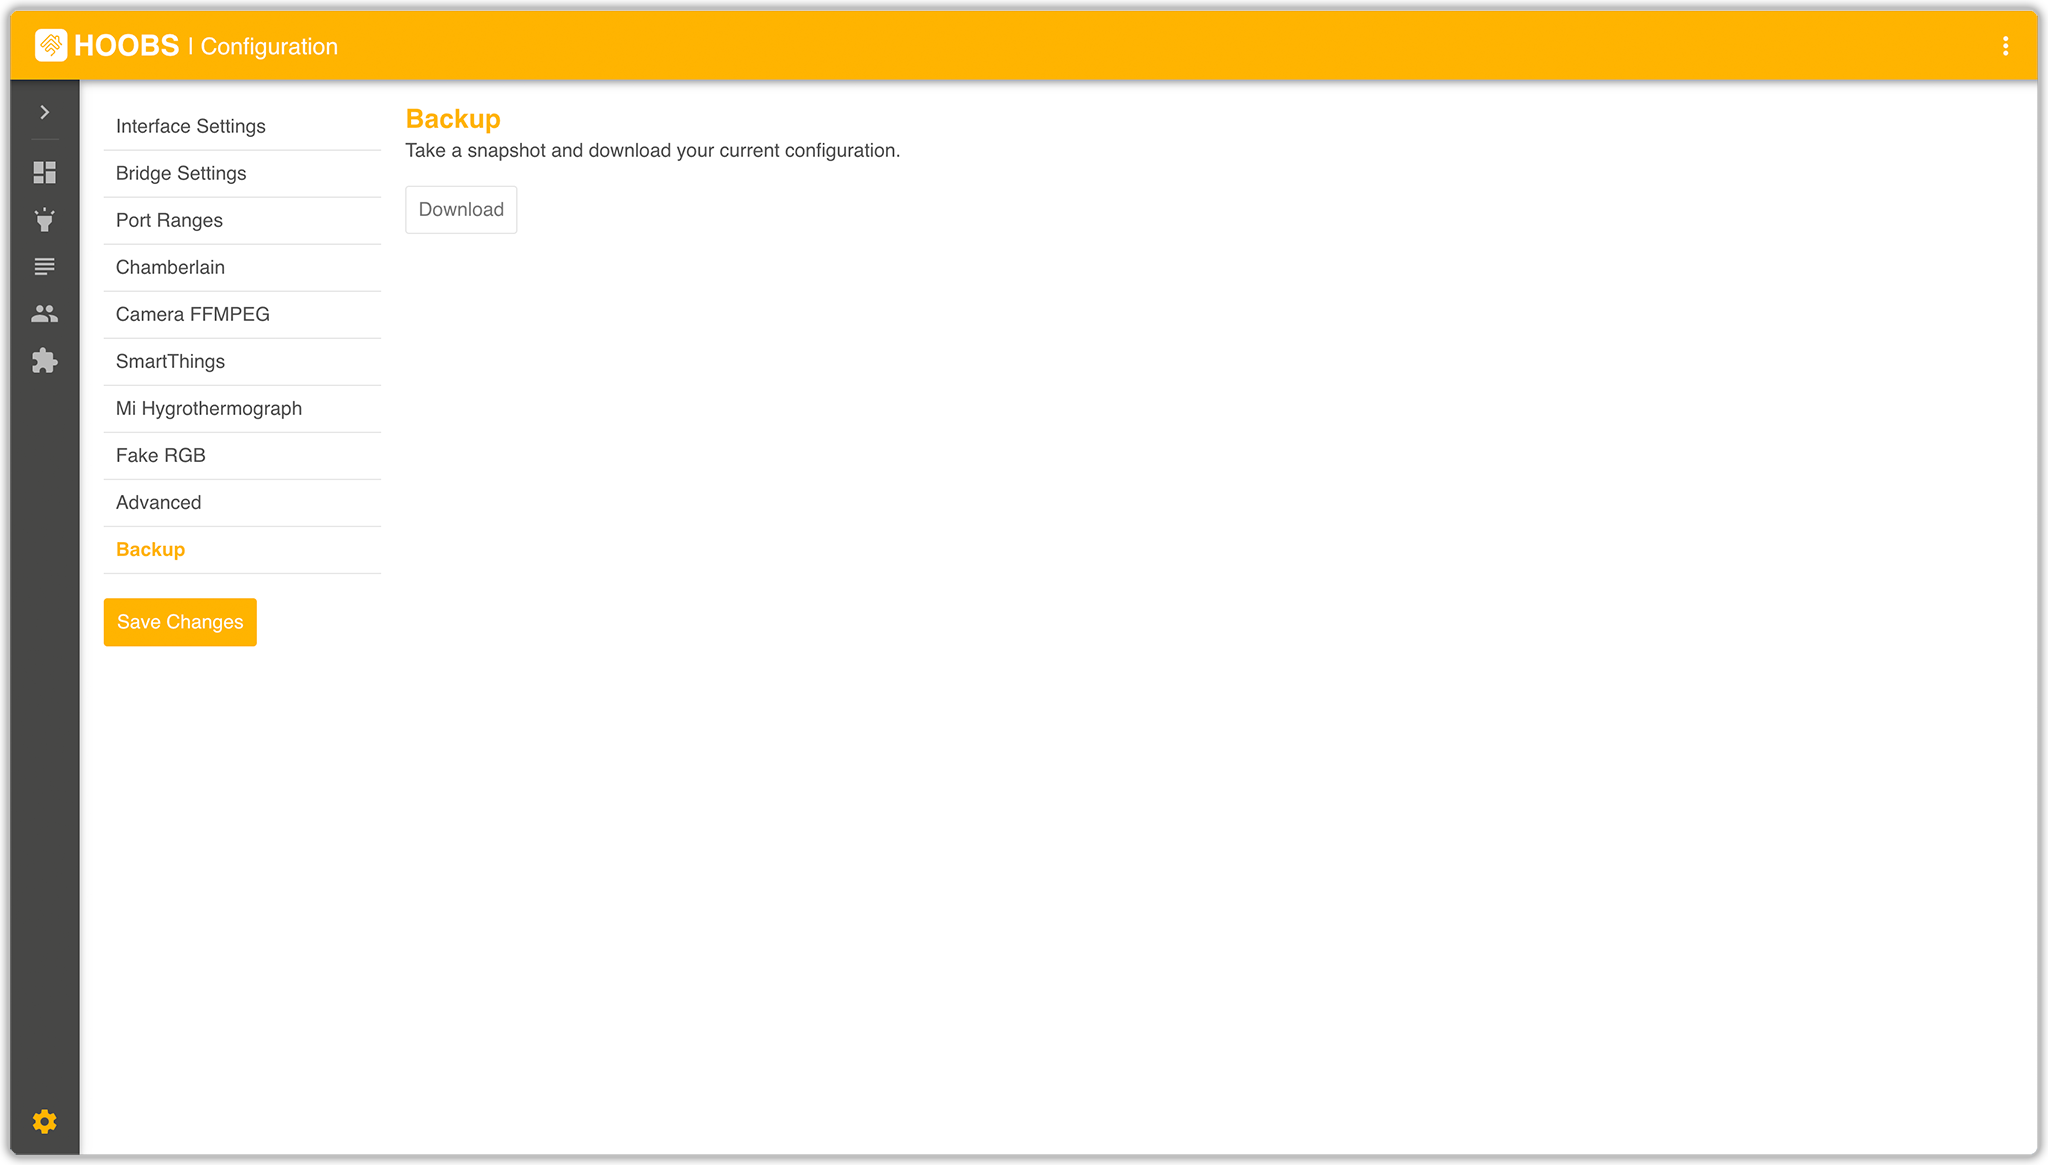 HOOBS | Configuration
Interface Settings
Bridge Settings
Port Ranges
Chamberlain
Camera FFMPEG
SmartThings
Mi Hygrothermograph
Fake RGB
Advanced
Backup
Save Changes
Backup
Take a snapshot and download your current configuration.
Download